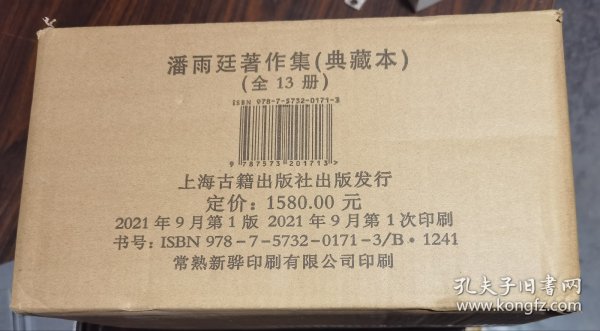 潘雨廷著作集(典藏本)
(全 13 册)
ISBN 978-7-5732-0171-3
9 787573 201713>
上海古籍出版社出版发行
定价: 1580.00 元
2021 年 9 月第 1 版 2021 年 9 月第 1 次印刷
书号: ISBN 978-7-5732-0171-3/B·1241
常熟新骅印刷有限公司印刷
孔夫子旧书网
www.kongfz.com